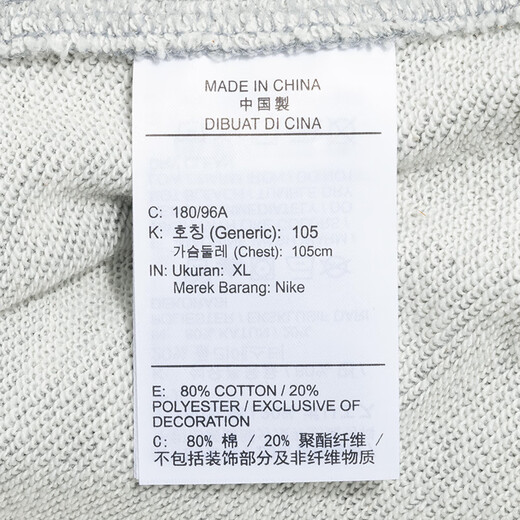 MADE IN CHINA
中国製
DIBUAT DI CINA
C: 180/96A
K: 호칭 (Generic): 105
가슴둘레 (Chest): 105cm
IN: Ukuran: XL
Merek Barang: Nike
E: 80% COTTON / 20%
POLYESTER / EXCLUSIVE OF
DECORATION
C: 80% 棉 / 20% 聚酯纤维 /
不包括装饰部分及非纤维物质